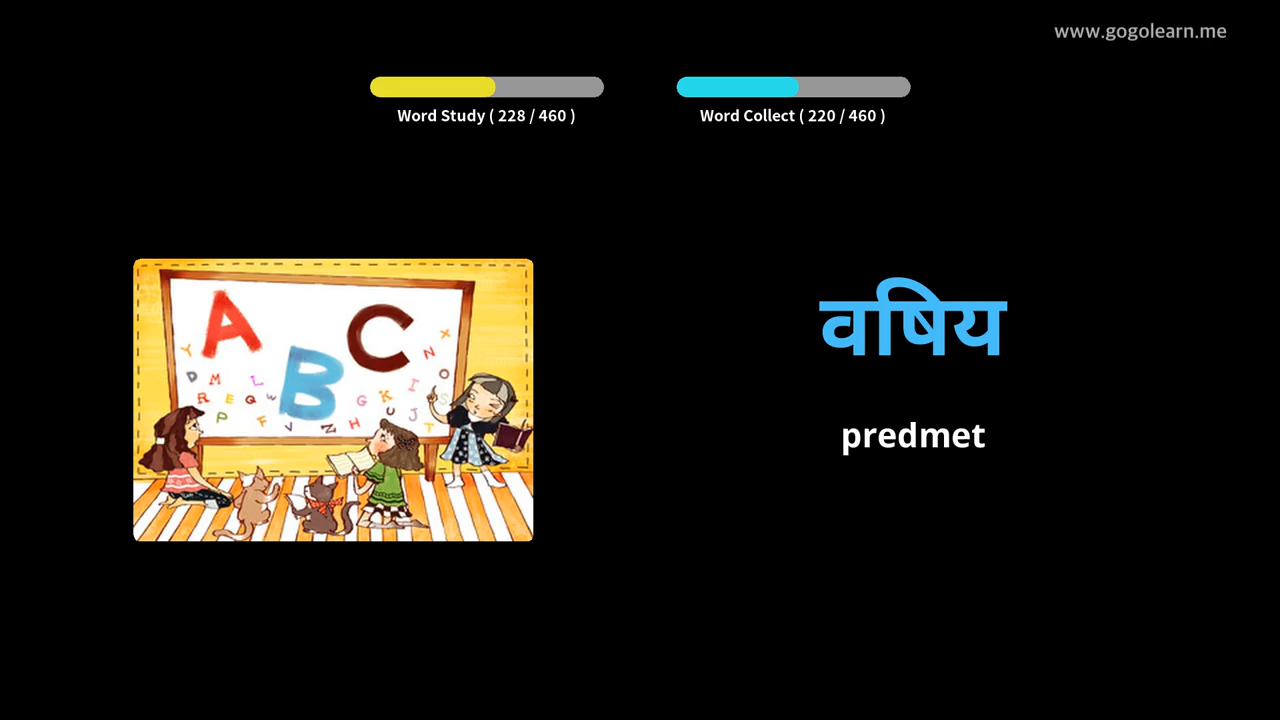 www.gogolearn.me
Word Study ( 228 / 460 )
Word Collect ( 220 / 460 )
A
B
C
X
Y
N
D M L
I
O
R E Q W
G K
S
P F V Z H
U J T
वषिय
predmet